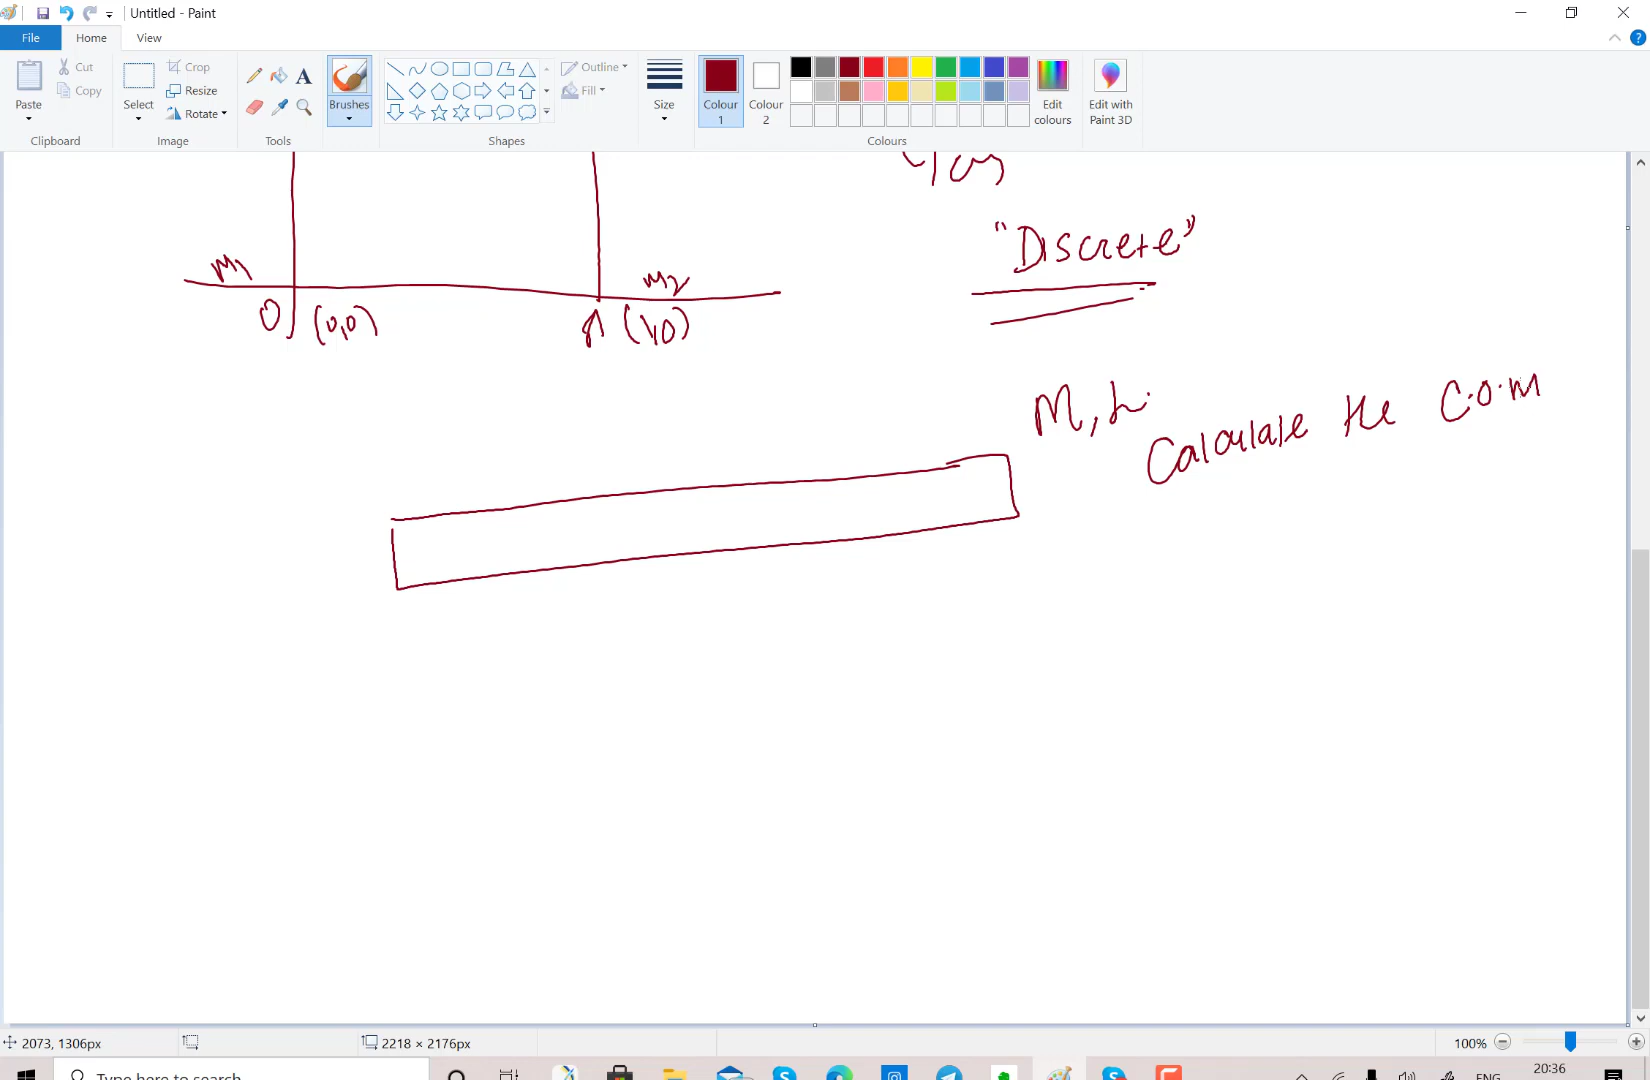 Untitled - Paint
File Home View
Paste
Cut
Copy
Clipboard
Select
Crop
Resize
Rotate
Image
Tools
Brushes
Shapes
Outline
Fill
Size
Colour 1
Colour 2
Edit colours
Edit with Paint 3D
Colours
"Discrete"
M1
M2
O (0,0)
A (1,0)
M, L.
Calculate the C.O.M
2073, 1306px
2218 × 2176px
100%
Type here to search
ENG
20:36